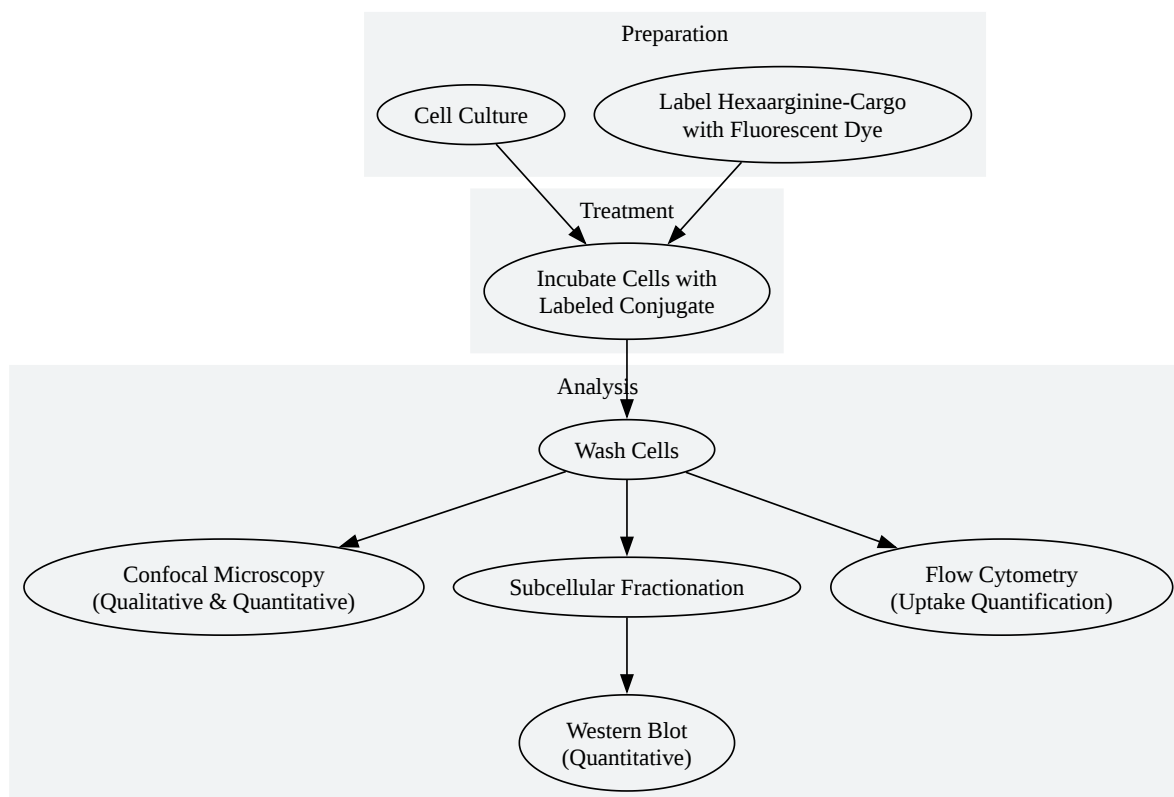 Preparation
Cell Culture
Label Hexaarginine-Cargo
with Fluorescent Dye
Treatment
Incubate Cells with
Labeled Conjugate
Analysis
Wash Cells
Confocal Microscopy
(Qualitative & Quantitative)
Subcellular Fractionation
Flow Cytometry
(Uptake Quantification)
Western Blot
(Quantitative)